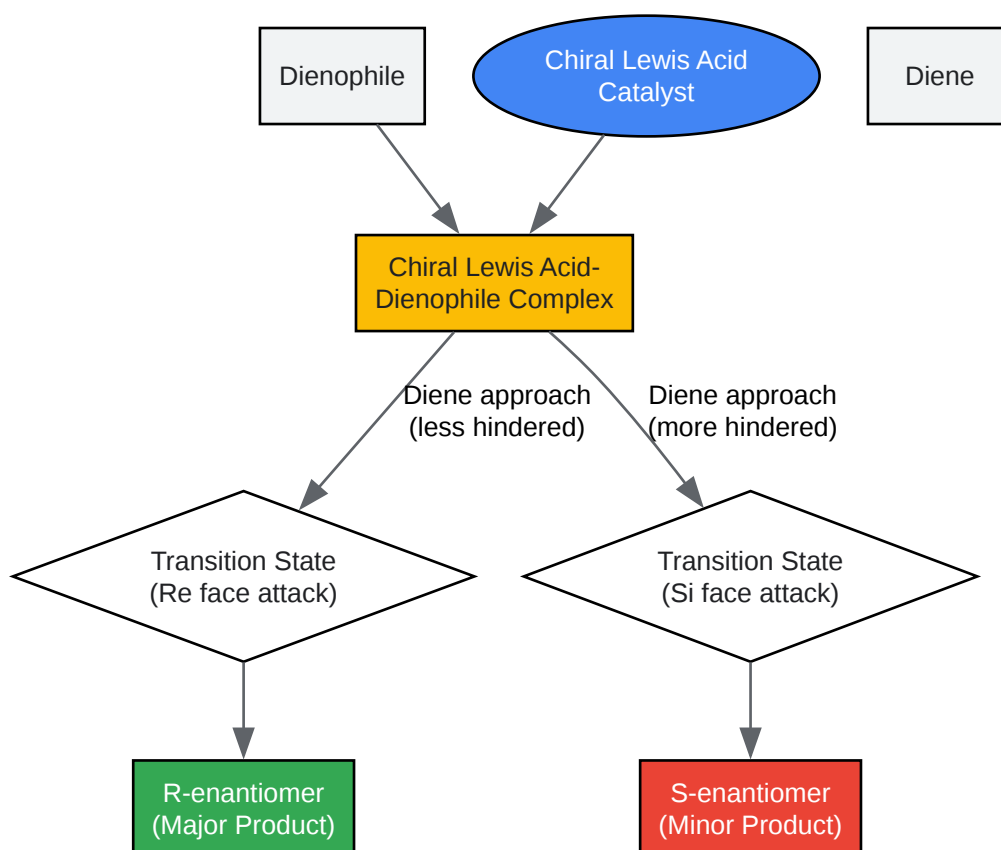 Dienophile
Chiral Lewis Acid
Catalyst
Diene
Chiral Lewis Acid-
Dienophile Complex
Diene approach
(less hindered)
Diene approach
(more hindered)
Transition State
(Re face attack)
Transition State
(Si face attack)
R-enantiomer
(Major Product)
S-enantiomer
(Minor Product)